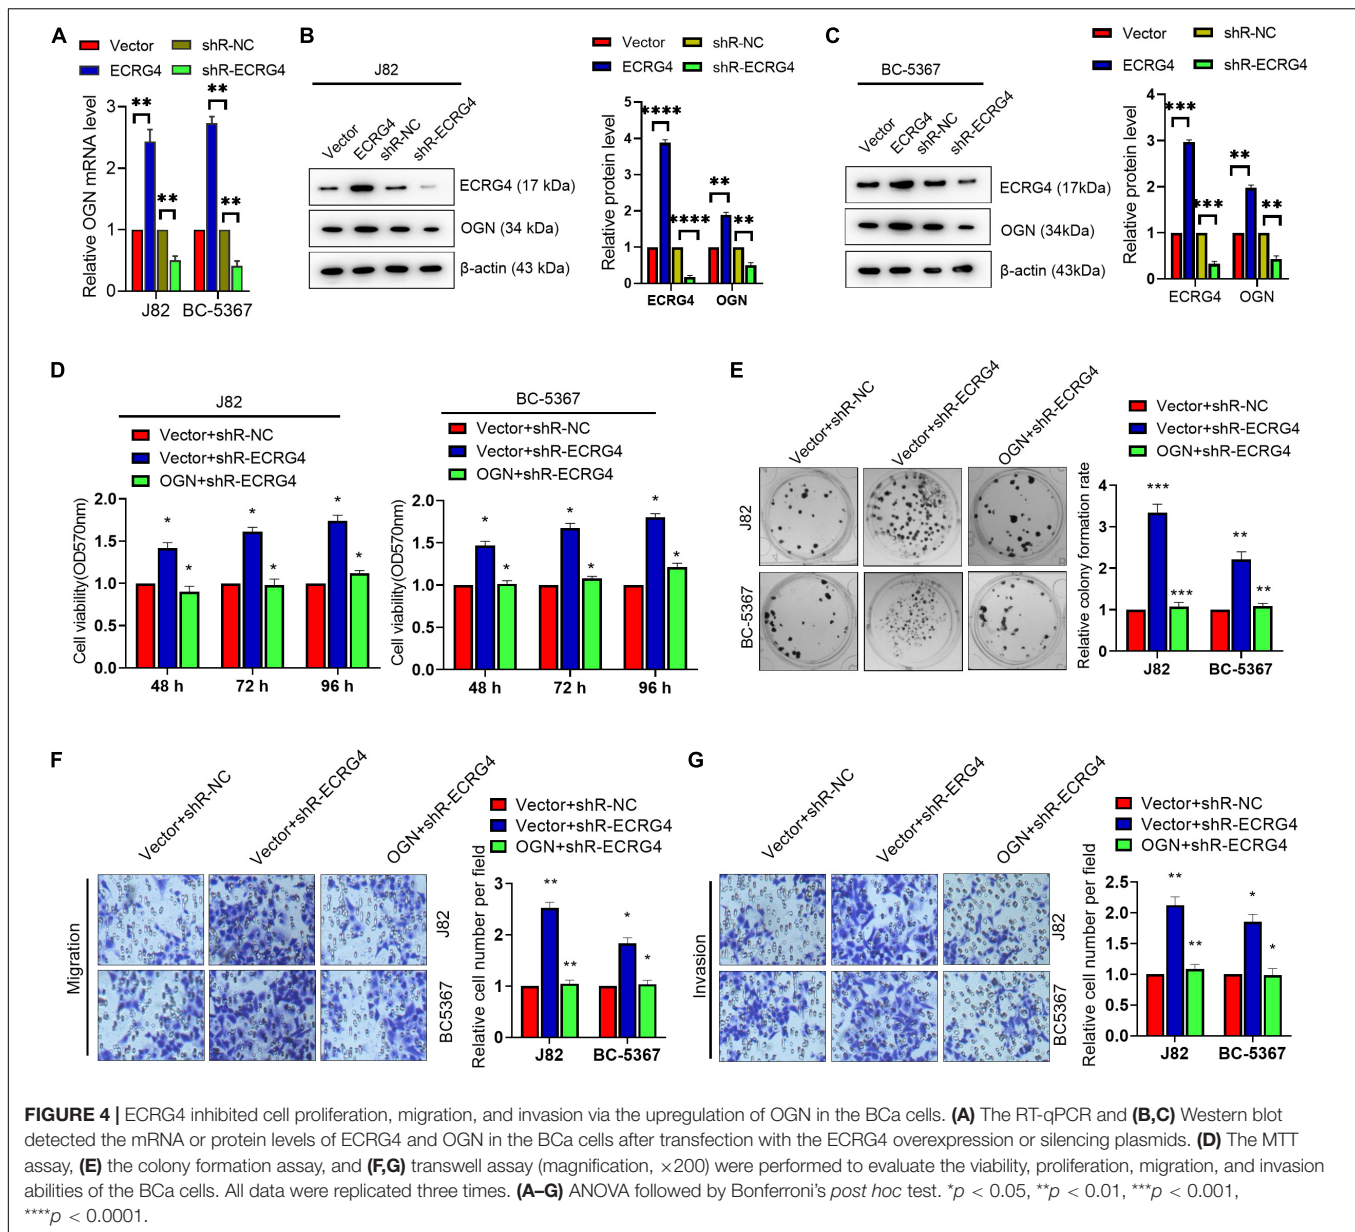 A
Vector
shR-NC
ECRG4
shR-ECRG4
Relative OGN mRNA level
3
2
1
0
**
**
**
**
J82
BC-5367
B
J82
Vector
ECRG4
shR-NC
shR-ECRG4
ECRG4 (17 kDa)
OGN (34 kDa)
β-actin (43 kDa)
Vector
shR-NC
ECRG4
shR-ECRG4
Relative protein level
5
4
3
2
1
0
****
****
**
**
ECRG4
OGN
C
BC-5367
Vector
ECRG4
shR-NC
shR-ECRG4
ECRG4 (17kDa)
OGN (34kDa)
β-actin (43kDa)
Vector
shR-NC
ECRG4
shR-ECRG4
Relative protein level
4
3
2
1
0
***
***
**
**
ECRG4
OGN
D
J82
Vector+shR-NC
Vector+shR-ECRG4
OGN+shR-ECRG4
Cell viability(OD570nm)
2.0
1.5
1.0
0.5
0.0
*
*
*
*
*
*
48 h
72 h
96 h
BC-5367
Vector+shR-NC
Vector+shR-ECRG4
OGN+shR-ECRG4
Cell viability(OD570nm)
2.0
1.5
1.0
0.5
0.0
*
*
*
*
*
*
48 h
72 h
96 h
E
Vector+shR-NC
Vector+shR-ECRG4
OGN+shR-ECRG4
J82
BC-5367
Vector+shR-NC
Vector+shR-ECRG4
OGN+shR-ECRG4
Relative colony formation rate
4
3
2
1
0
***
***
**
**
J82
BC-5367
F
Vector+shR-NC
Vector+shR-ECRG4
OGN+shR-ECRG4
Migration
J82
BC5367
Vector+shR-NC
Vector+shR-ECRG4
OGN+shR-ECRG4
Relative cell number per field
3
2
1
0
**
**
*
*
J82
BC-5367
G
Vector+shR-NC
Vector+shR-ERG4
OGN+shR-ECRG4
Invasion
J82
BC5367
Vector+shR-NC
Vector+shR-ECRG4
OGN+shR-ECRG4
Relative cell number per field
2.5
2.0
1.5
1.0
0.5
0.0
**
**
*
*
J82
BC-5367
FIGURE 4 | ECRG4 inhibited cell proliferation, migration, and invasion via the upregulation of OGN in the BCa cells. (A) The RT-qPCR and (B,C) Western blot
detected the mRNA or protein levels of ECRG4 and OGN in the BCa cells after transfection with the ECRG4 overexpression or silencing plasmids. (D) The MTT
assay, (E) the colony formation assay, and (F,G) transwell assay (magnification, ×200) were performed to evaluate the viability, proliferation, migration, and invasion
abilities of the BCa cells. All data were replicated three times. (A–G) ANOVA followed by Bonferroni's post hoc test. *p < 0.05, **p < 0.01, ***p < 0.001,
****p < 0.0001.